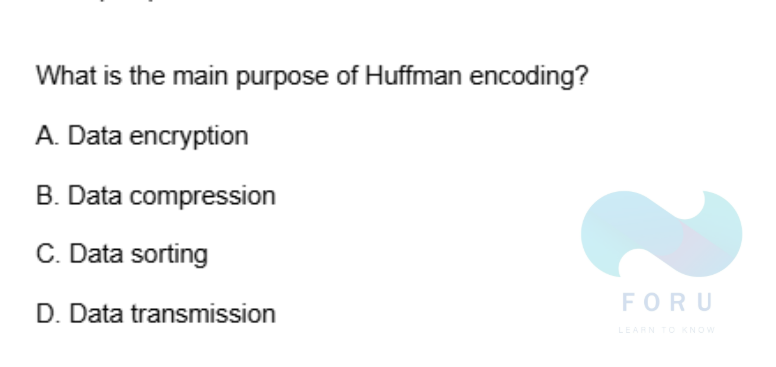 What is the main purpose of Huffman encoding?
A. Data encryption
B. Data compression
C. Data sorting
D. Data transmission
FORU
LEARN TO KNOW